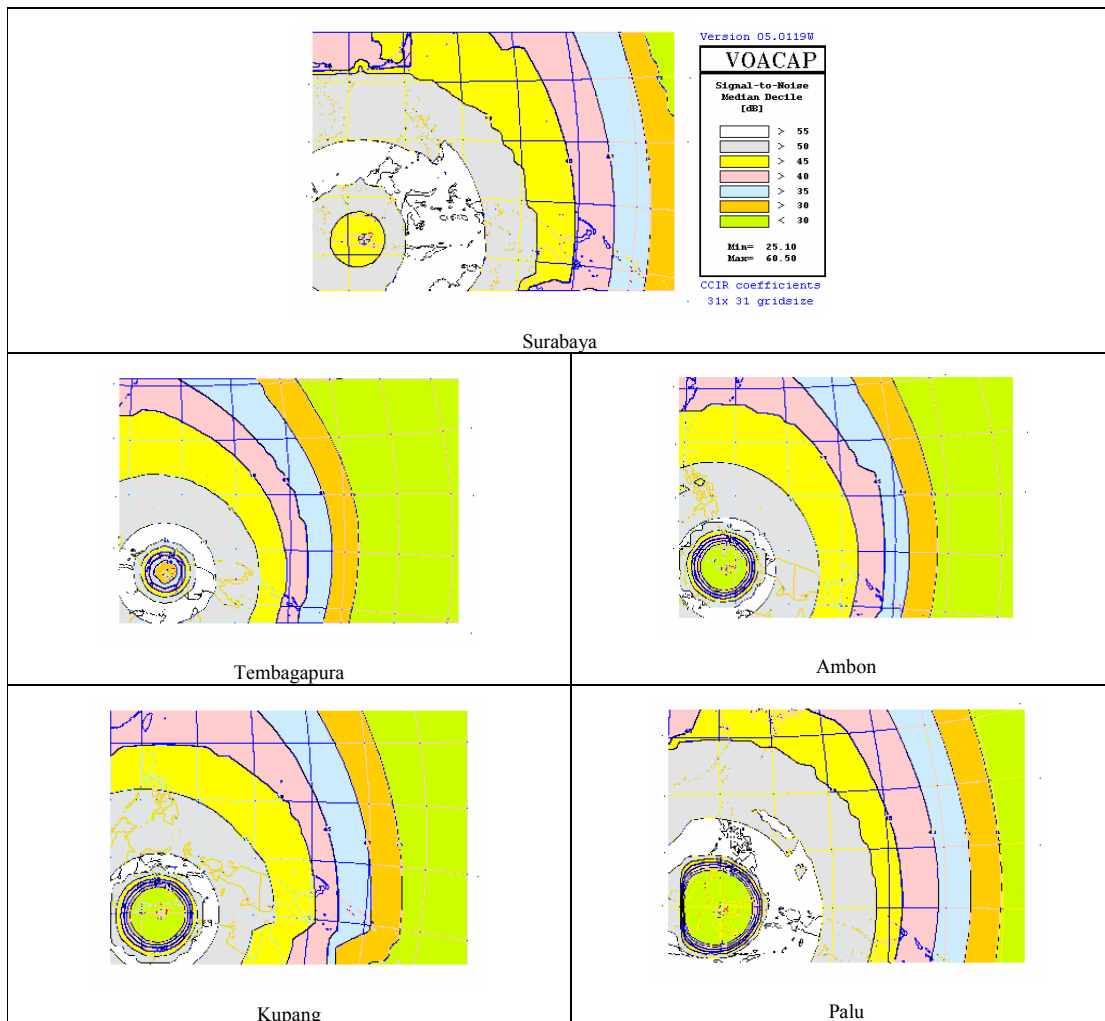 Version 05.0119W
VOACAP
Signal-to-Noise
Median Decile
[dB]
> 55
> 50
> 45
> 40
> 35
> 30
< 30
Min= 25.10
Max= 60.50
CCIR coefficients
31x 31 gridsize
Surabaya
Tembagapura
Ambon
Kupang
Palu